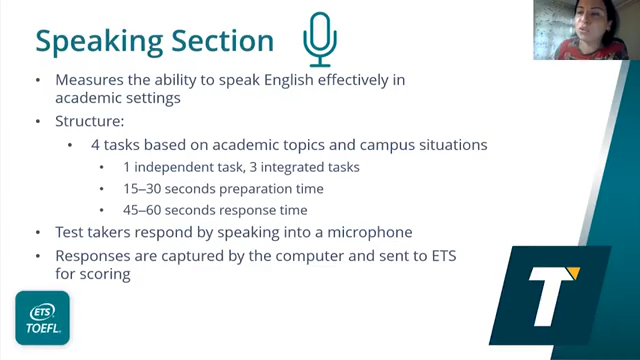 Speaking Section
• Measures the ability to speak English effectively in
academic settings
• Structure:
• 4 tasks based on academic topics and campus situations
• 1 independent task, 3 integrated tasks
• 15–30 seconds preparation time
• 45–60 seconds response time
• Test takers respond by speaking into a microphone
• Responses are captured by the computer and sent to ETS
for scoring
ETS
TOEFL
T